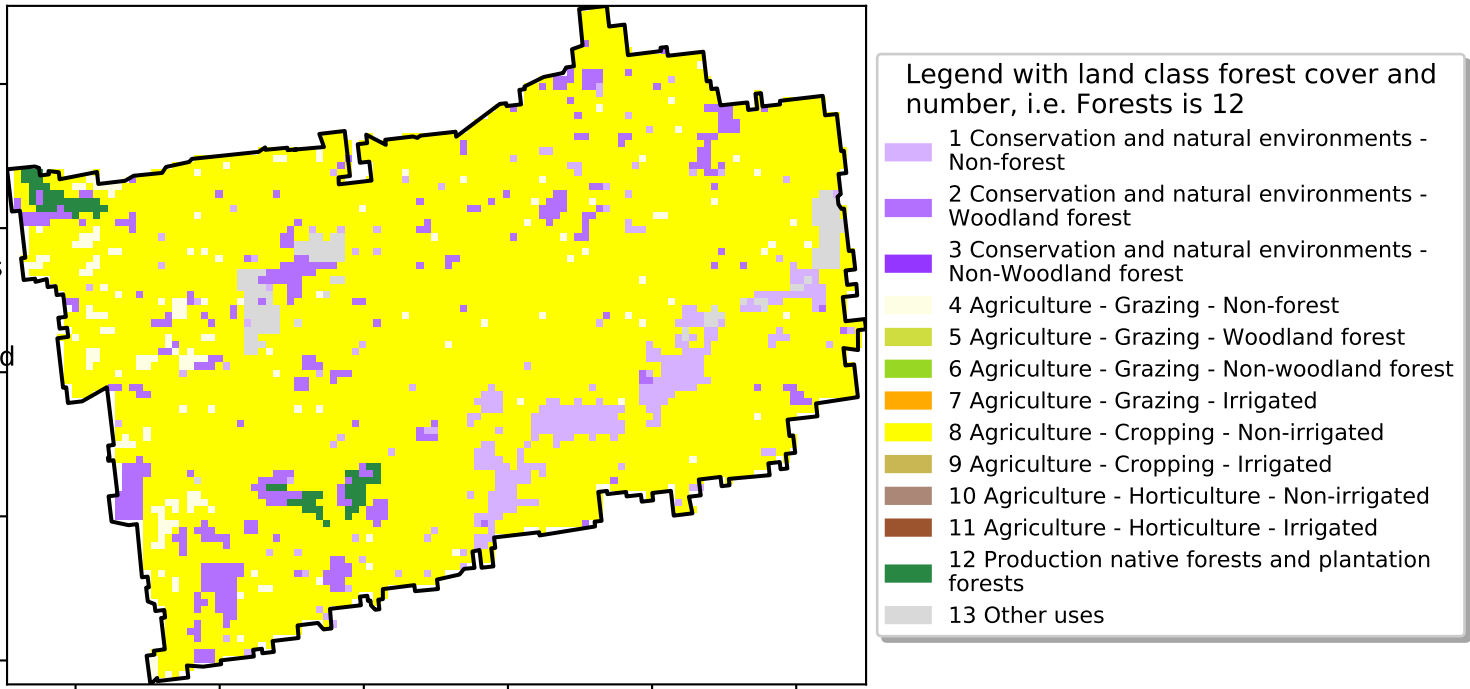 s
d
Legend with land class forest cover and
number, i.e. Forests is 12
1 Conservation and natural environments -
Non-forest
2 Conservation and natural environments -
Woodland forest
3 Conservation and natural environments -
Non-Woodland forest
4 Agriculture - Grazing - Non-forest
5 Agriculture - Grazing - Woodland forest
6 Agriculture - Grazing - Non-woodland forest
7 Agriculture - Grazing - Irrigated
8 Agriculture - Cropping - Non-irrigated
9 Agriculture - Cropping - Irrigated
10 Agriculture - Horticulture - Non-irrigated
11 Agriculture - Horticulture - Irrigated
12 Production native forests and plantation
forests
13 Other uses